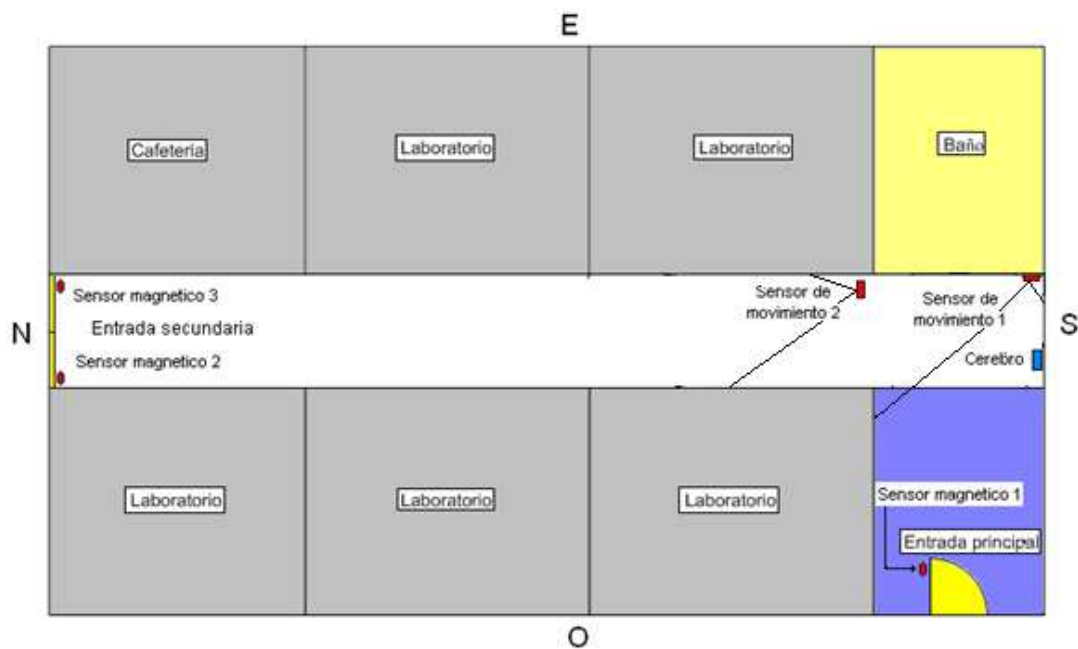 E
Cafeteria
Laboratorio
Laboratorio
Baño
Sensor magnetico 3
Sensor de
movimiento 2
Sensor de
movimiento 1
N
Entrada secundaria
S
Sensor magnetico 2
Cerebro
Laboratorio
Laboratorio
Laboratorio
Sensor magnetico 1
Entrada principal
O